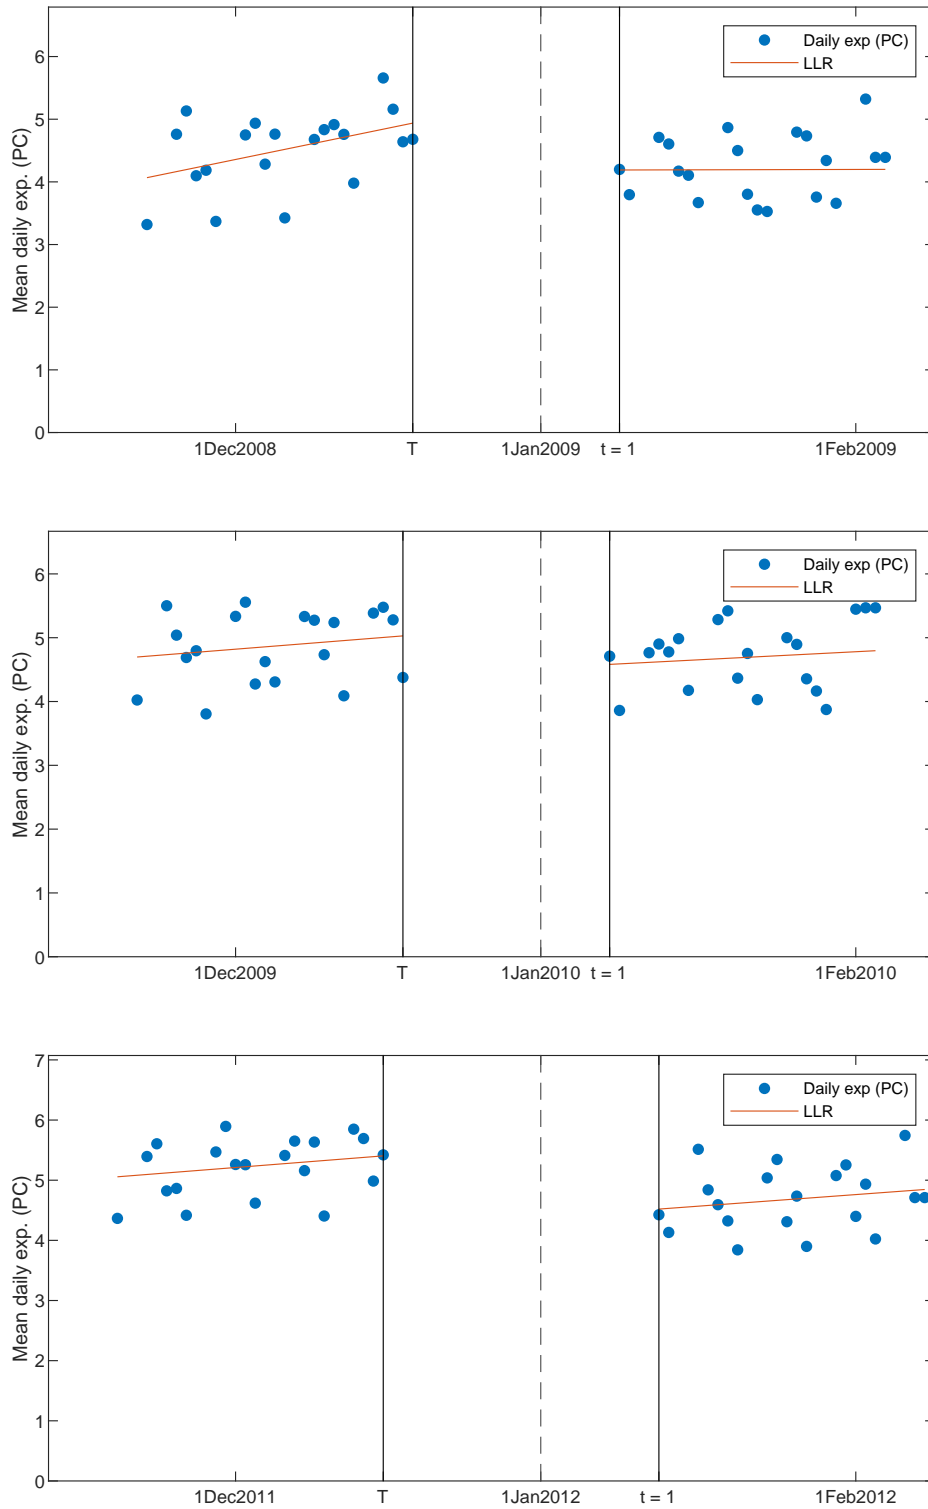 Mean daily exp. (PC)
6
5
4
3
2
1
0
Daily exp (PC)
LLR
1Dec2008 T 1Jan2009 t = 1 1Feb2009
Mean daily exp. (PC)
6
5
4
3
2
1
0
Daily exp (PC)
LLR
1Dec2009 T 1Jan2010 t = 1 1Feb2010
Mean daily exp. (PC)
7
6
5
4
3
2
1
0
Daily exp (PC)
LLR
1Dec2011 T 1Jan2012 t = 1 1Feb2012